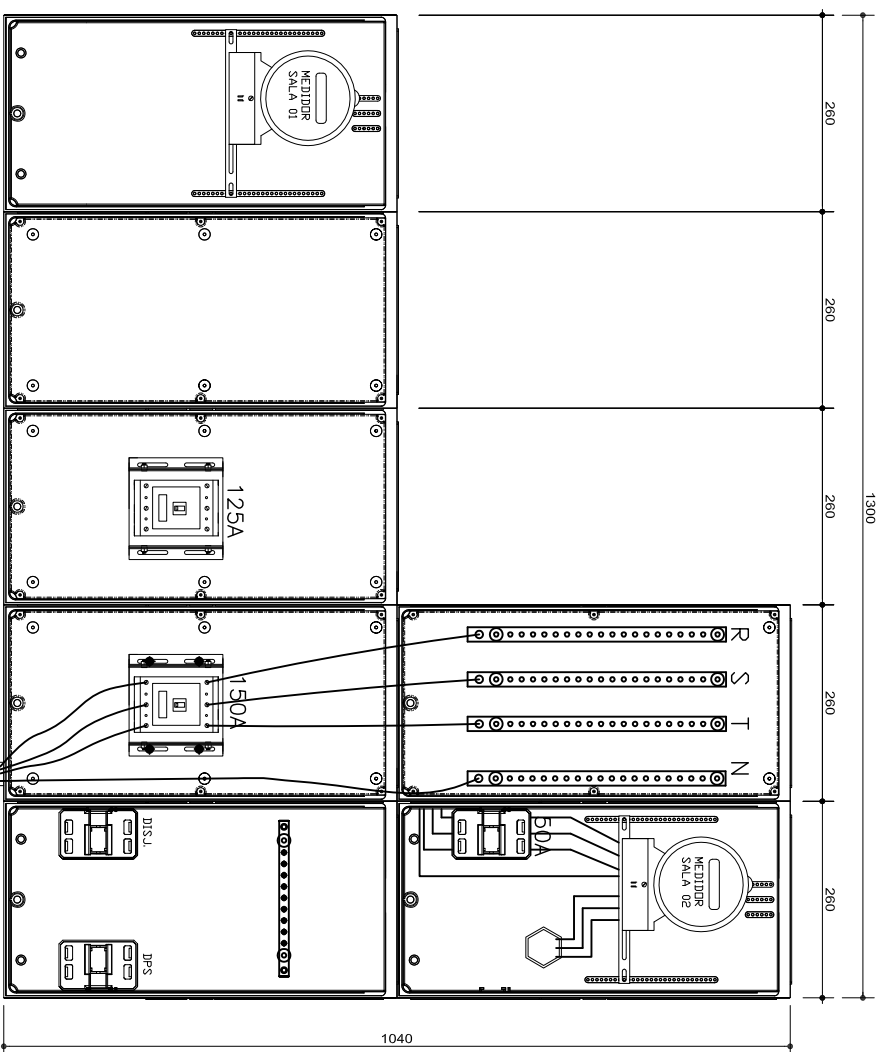 MEDIDOR
SALA 01
260
260
260
1300
125A
260
150A
R
S
T
N
260
DISJ.
DPS
50A
MEDIDOR
SALA 02
1040